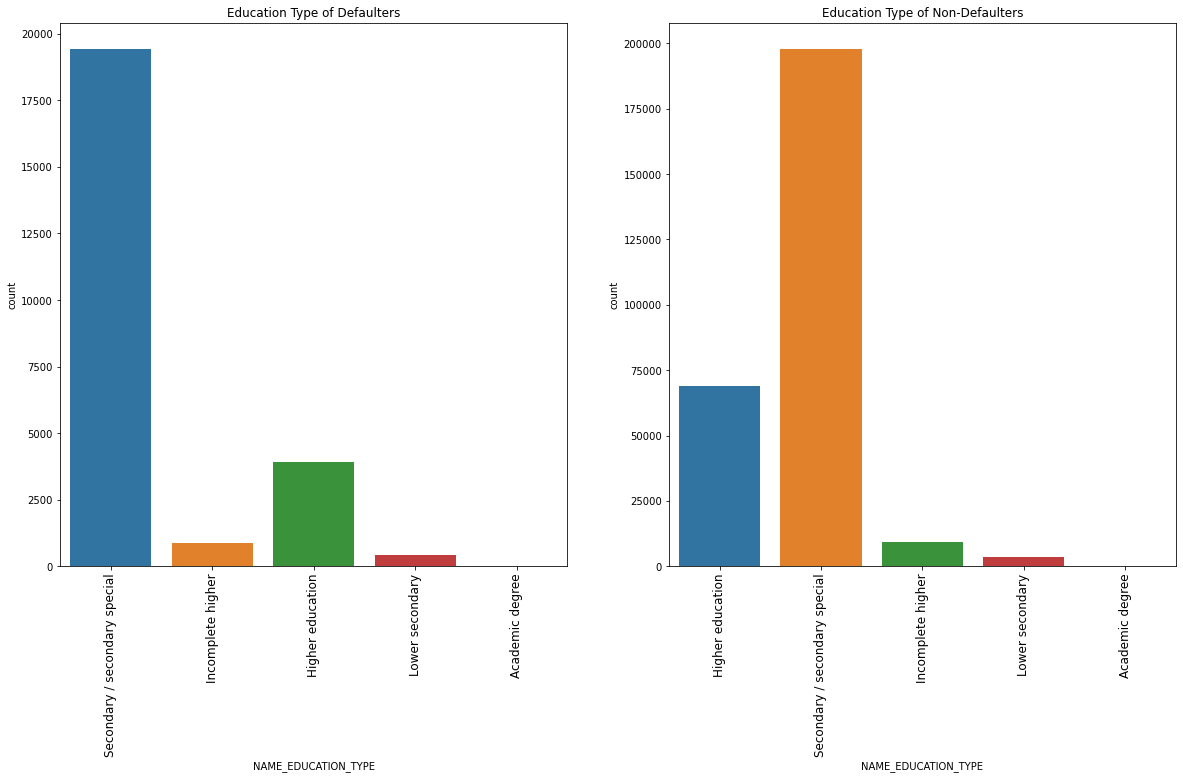 Education Type of Defaulters
20000
17500
15000
12500
10000
7500
5000
2500
0
count
Secondary / secondary special
Incomplete higher
Higher education
Lower secondary
Academic degree
NAME_EDUCATION_TYPE
Education Type of Non-Defaulters
200000
175000
150000
125000
100000
75000
50000
25000
0
count
Higher education
Secondary / secondary special
Incomplete higher
Lower secondary
Academic degree
NAME_EDUCATION_TYPE